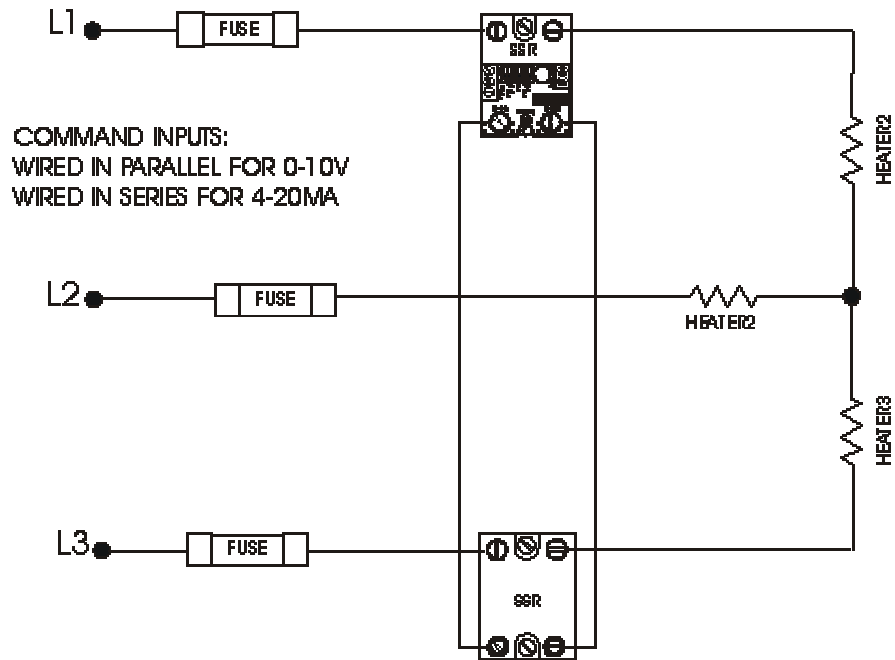 L1
FUSE
SSR
HEATER2
COMMAND INPUTS:
WIRED IN PARALLEL FOR 0-10V
WIRED IN SERIES FOR 4-20MA
L2
FUSE
HEATER2
HEATER3
L3
FUSE
SSR